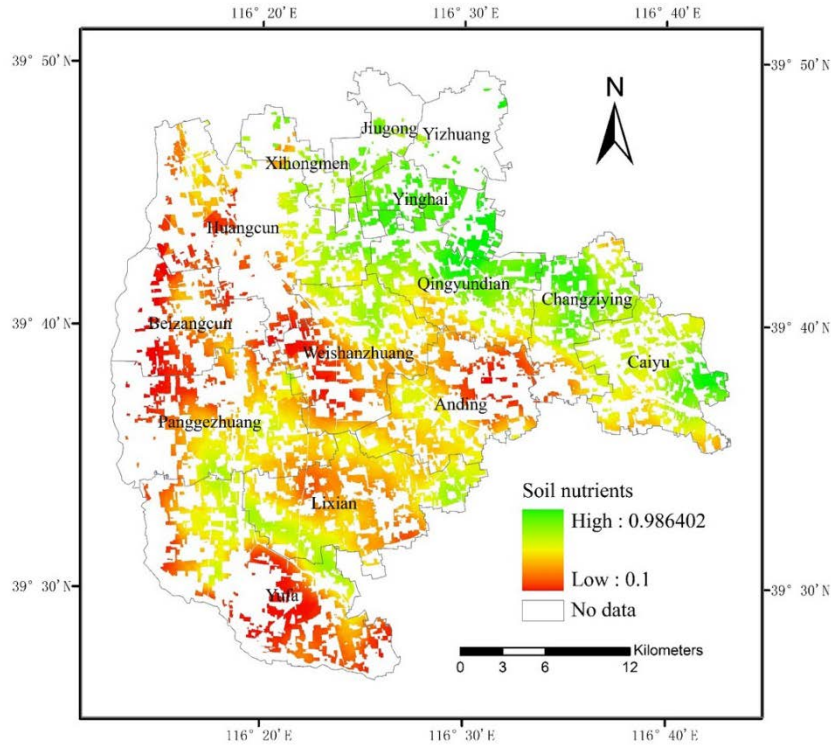 116° 20′E 116° 30′E 116° 40′E
39° 50′N 39° 50′N
N
Jiugong
Yizhuang
Xihongmen
Yinghai
Huangcun
Qingyundian
Changziying
39° 40′N 39° 40′N
Beizangcun
Weishanzhuang
Caiyu
Anding
Panggezhuang
Lixian
Soil nutrients
High : 0.986402
Low : 0.1
No data
39° 30′N 39° 30′N
Yufa
Kilometers
0 3 6 12
116° 20′E 116° 30′E 116° 40′E